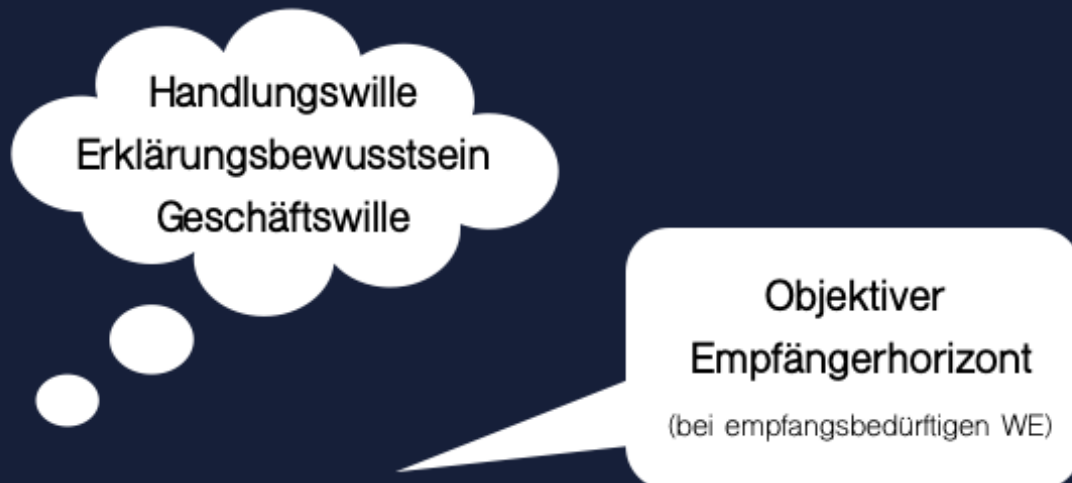 Handlungswille
Erklärungsbewusstsein
Geschäftswille
Objektiver
Empfängerhorizont
(bei empfangsbedürftigen WE)